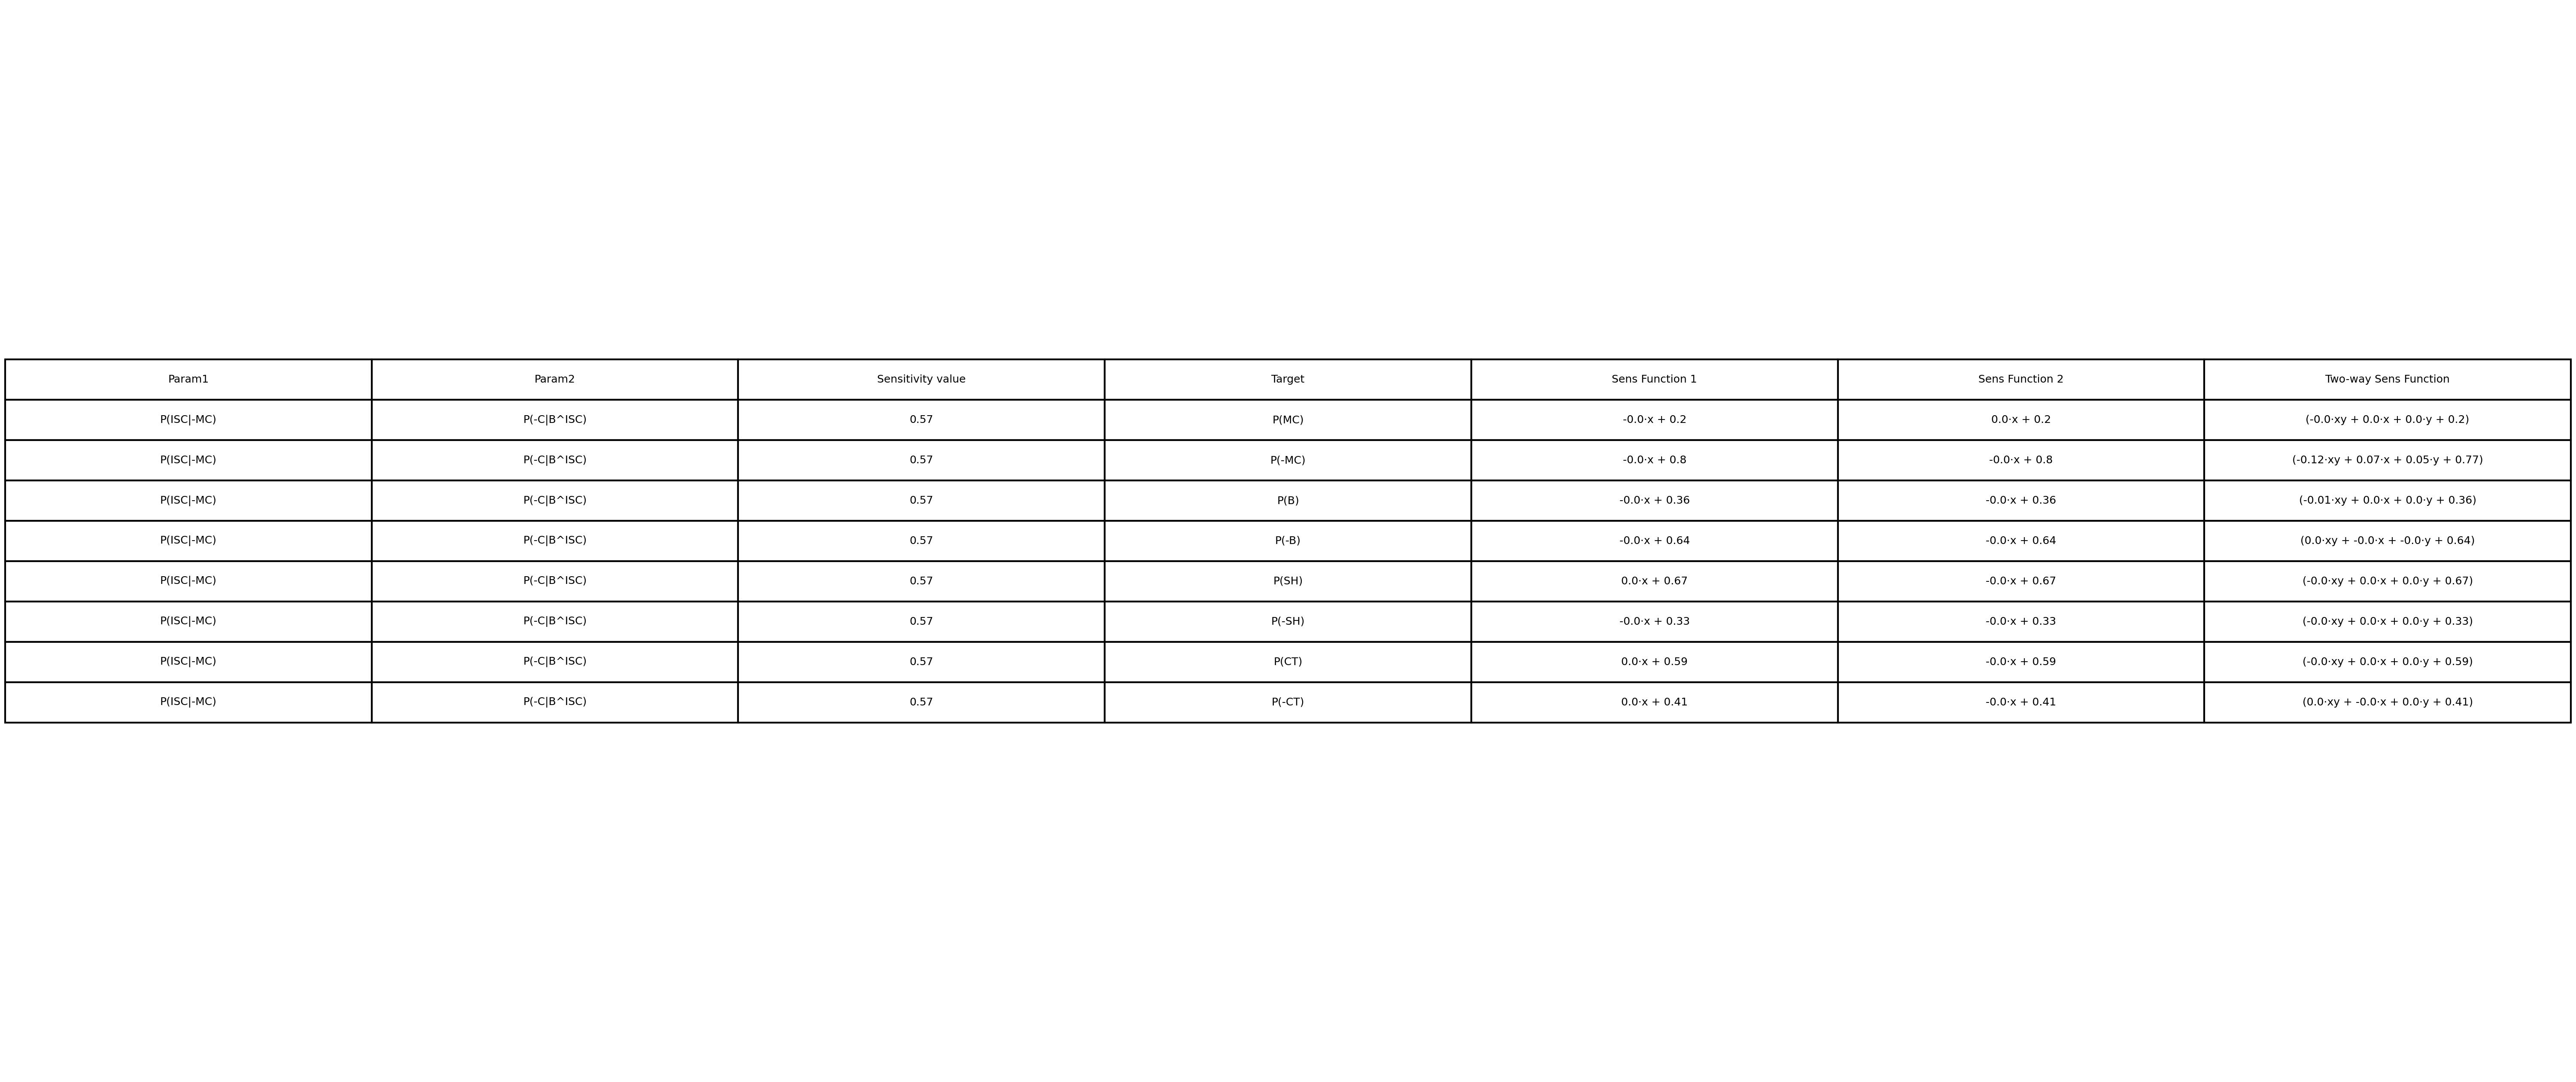 Param1 Param2 Sensitivity value Target Sens Function 1 Sens Function 2 Two-way Sens Function
P(ISC|-MC) P(-C|B^ISC) 0.57 P(MC) -0.0·x + 0.2 0.0·x + 0.2 (-0.0·xy + 0.0·x + 0.0·y + 0.2)
P(ISC|-MC) P(-C|B^ISC) 0.57 P(-MC) -0.0·x + 0.8 -0.0·x + 0.8 (-0.12·xy + 0.07·x + 0.05·y + 0.77)
P(ISC|-MC) P(-C|B^ISC) 0.57 P(B) -0.0·x + 0.36 -0.0·x + 0.36 (-0.01·xy + 0.0·x + 0.0·y + 0.36)
P(ISC|-MC) P(-C|B^ISC) 0.57 P(-B) -0.0·x + 0.64 -0.0·x + 0.64 (0.0·xy + -0.0·x + -0.0·y + 0.64)
P(ISC|-MC) P(-C|B^ISC) 0.57 P(SH) 0.0·x + 0.67 -0.0·x + 0.67 (-0.0·xy + 0.0·x + 0.0·y + 0.67)
P(ISC|-MC) P(-C|B^ISC) 0.57 P(-SH) -0.0·x + 0.33 -0.0·x + 0.33 (-0.0·xy + 0.0·x + 0.0·y + 0.33)
P(ISC|-MC) P(-C|B^ISC) 0.57 P(CT) 0.0·x + 0.59 -0.0·x + 0.59 (-0.0·xy + 0.0·x + 0.0·y + 0.59)
P(ISC|-MC) P(-C|B^ISC) 0.57 P(-CT) 0.0·x + 0.41 -0.0·x + 0.41 (0.0·xy + -0.0·x + 0.0·y + 0.41)